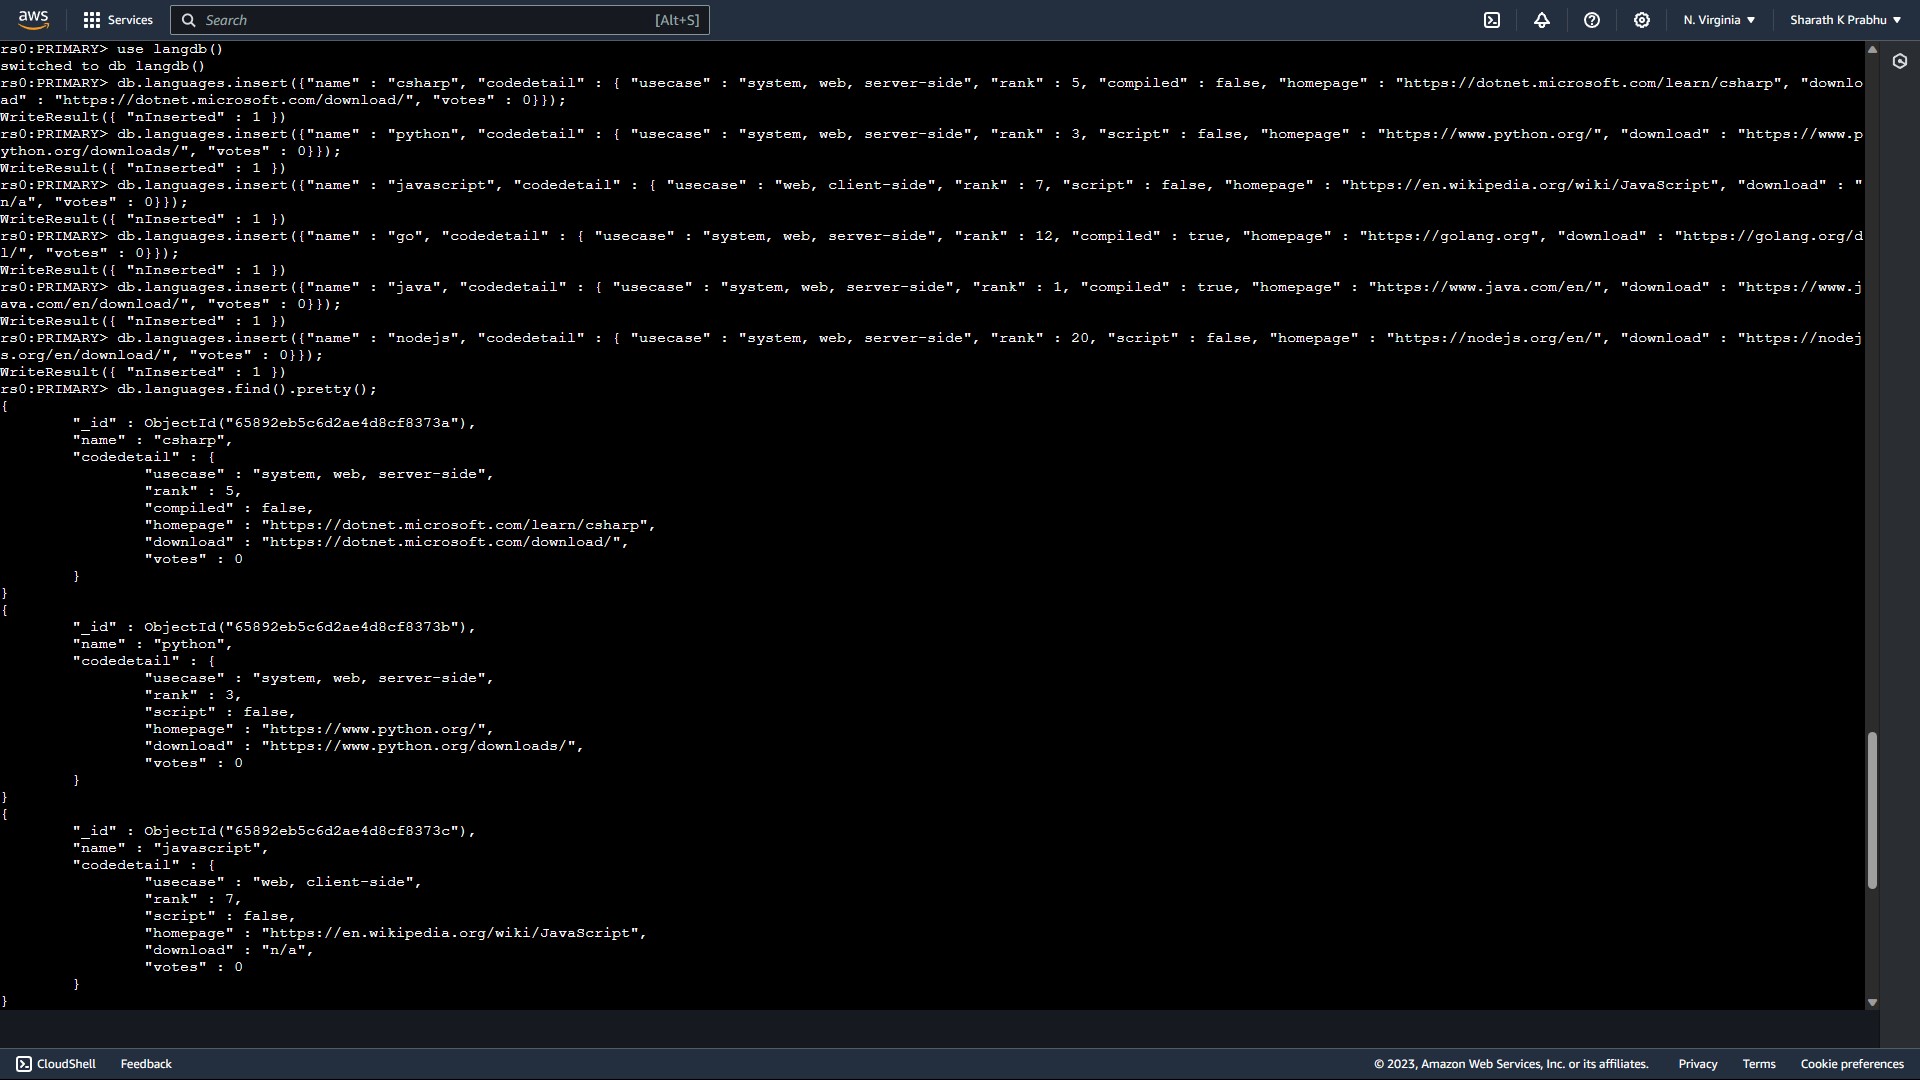 aws Services Search [Alt+S] N. Virginia ▼ Sharath K Prabhu ▼
rs0:PRIMARY> use langdb()
switched to db langdb()
rs0:PRIMARY> db.languages.insert({"name" : "csharp", "codedetail" : { "usecase" : "system, web, server-side", "rank" : 5, "compiled" : false, "homepage" : "https://dotnet.microsoft.com/learn/csharp", "downlo
ad" : "https://dotnet.microsoft.com/download/", "votes" : 0}});
WriteResult({ "nInserted" : 1 })
rs0:PRIMARY> db.languages.insert({"name" : "python", "codedetail" : { "usecase" : "system, web, server-side", "rank" : 3, "script" : false, "homepage" : "https://www.python.org/", "download" : "https://www.p
ython.org/downloads/", "votes" : 0}});
WriteResult({ "nInserted" : 1 })
rs0:PRIMARY> db.languages.insert({"name" : "javascript", "codedetail" : { "usecase" : "web, client-side", "rank" : 7, "script" : false, "homepage" : "https://en.wikipedia.org/wiki/JavaScript", "download" : "
n/a", "votes" : 0}});
WriteResult({ "nInserted" : 1 })
rs0:PRIMARY> db.languages.insert({"name" : "go", "codedetail" : { "usecase" : "system, web, server-side", "rank" : 12, "compiled" : true, "homepage" : "https://golang.org", "download" : "https://golang.org/d
l/", "votes" : 0}});
WriteResult({ "nInserted" : 1 })
rs0:PRIMARY> db.languages.insert({"name" : "java", "codedetail" : { "usecase" : "system, web, server-side", "rank" : 1, "compiled" : true, "homepage" : "https://www.java.com/en/", "download" : "https://www.j
ava.com/en/download/", "votes" : 0}});
WriteResult({ "nInserted" : 1 })
rs0:PRIMARY> db.languages.insert({"name" : "nodejs", "codedetail" : { "usecase" : "system, web, server-side", "rank" : 20, "script" : false, "homepage" : "https://nodejs.org/en/", "download" : "https://nodej
s.org/en/download/", "votes" : 0}});
WriteResult({ "nInserted" : 1 })
rs0:PRIMARY> db.languages.find().pretty();
{
"_id" : ObjectId("65892eb5c6d2ae4d8cf8373a"),
"name" : "csharp",
"codedetail" : {
"usecase" : "system, web, server-side",
"rank" : 5,
"compiled" : false,
"homepage" : "https://dotnet.microsoft.com/learn/csharp",
"download" : "https://dotnet.microsoft.com/download/",
"votes" : 0
}
}
{
"_id" : ObjectId("65892eb5c6d2ae4d8cf8373b"),
"name" : "python",
"codedetail" : {
"usecase" : "system, web, server-side",
"rank" : 3,
"script" : false,
"homepage" : "https://www.python.org/",
"download" : "https://www.python.org/downloads/",
"votes" : 0
}
}
{
"_id" : ObjectId("65892eb5c6d2ae4d8cf8373c"),
"name" : "javascript",
"codedetail" : {
"usecase" : "web, client-side",
"rank" : 7,
"script" : false,
"homepage" : "https://en.wikipedia.org/wiki/JavaScript",
"download" : "n/a",
"votes" : 0
}
}
CloudShell Feedback © 2023, Amazon Web Services, Inc. or its affiliates. Privacy Terms Cookie preferences